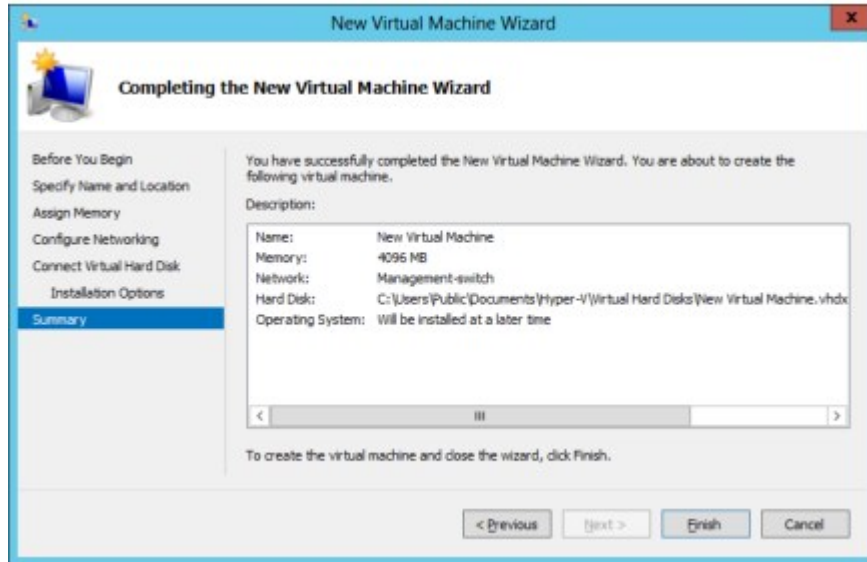 New Virtual Machine Wizard
Completing the New Virtual Machine Wizard
Before You Begin
Specify Name and Location
Assign Memory
Configure Networking
Connect Virtual Hard Disk
Installation Options
Summary
You have successfully completed the New Virtual Machine Wizard. You are about to create the
following virtual machine.
Description:
Name: New Virtual Machine
Memory: 4096 MB
Network: Management-switch
Hard Disk: C:\Users\Public\Documents\Hyper-V\Virtual Hard Disks\New Virtual Machine.vhdx
Operating System: Will be installed at a later time
To create the virtual machine and close the wizard, click Finish.
< Previous Next > Finish Cancel